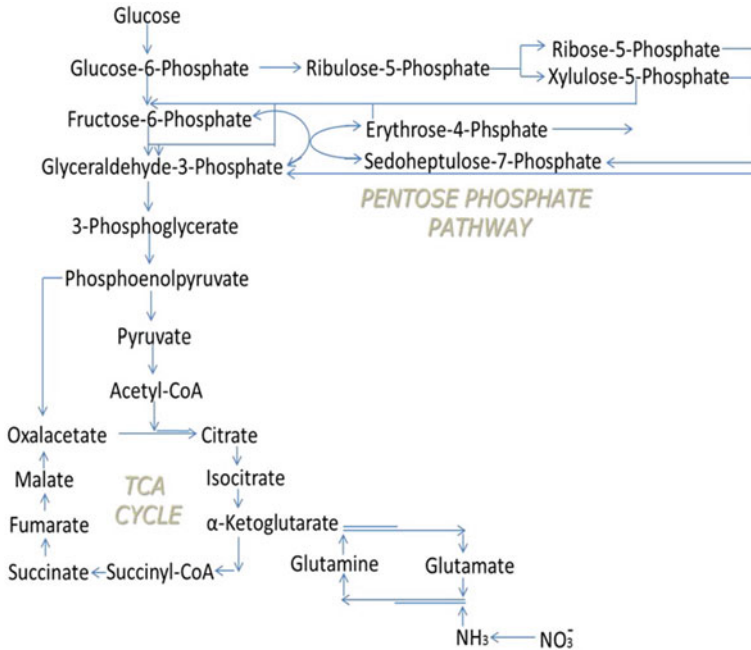 Glucose
Glucose-6-Phosphate
Ribulose-5-Phosphate
Ribose-5-Phosphate
Xylulose-5-Phosphate
Fructose-6-Phosphate
Erythrose-4-Phsphate
Glyceraldehyde-3-Phosphate
Sedoheptulose-7-Phosphate
PENTOSE PHOSPHATE
PATHWAY
3-Phosphoglycerate
Phosphoenolpyruvate
Pyruvate
Acetyl-CoA
Oxalacetate
Citrate
Malate
TCA
CYCLE
Isocitrate
Fumarate
α-Ketoglutarate
Succinate
Succinyl-CoA
Glutamine
Glutamate
NH₃
NO₃⁻